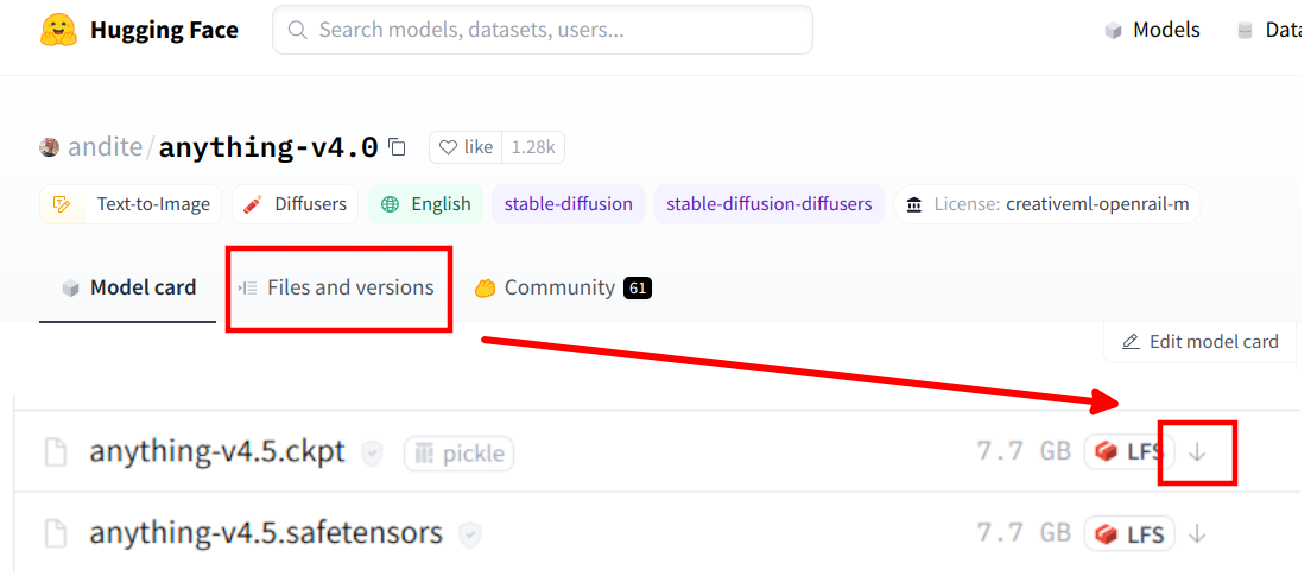 Hugging Face Search models, datasets, users... Models Data
andite/anything-v4.0 like 1.28k
Text-to-Image Diffusers English stable-diffusion stable-diffusion-diffusers License: creativeml-openrail-m
Model card Files and versions Community 61
Edit model card
anything-v4.5.ckpt pickle 7.7 GB LFS
anything-v4.5.safetensors 7.7 GB LFS